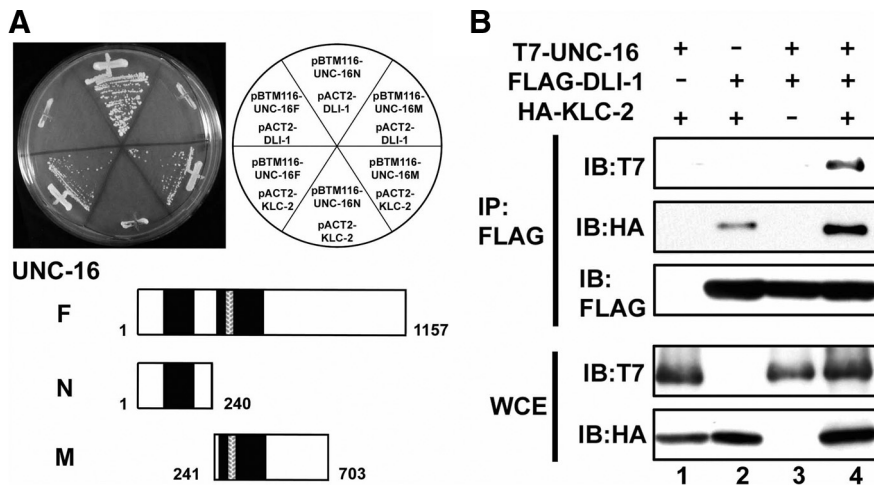 A
pBTM116-
UNC-16N
pACT2-
DLI-1
pBTM116-
UNC-16F
pACT2-
DLI-1
pBTM116-
UNC-16M
pACT2-
DLI-1
pBTM116-
UNC-16F
pACT2-
KLC-2
pBTM116-
UNC-16N
pACT2-
KLC-2
pBTM116-
UNC-16M
pACT2-
KLC-2
UNC-16
F
1
1157
N
1
240
M
241
703
B
T7-UNC-16 + – + +
FLAG-DLI-1 – + + +
HA-KLC-2 + + – +
IP:
FLAG
IB:T7
IB:HA
IB:
FLAG
WCE
IB:T7
IB:HA
1 2 3 4